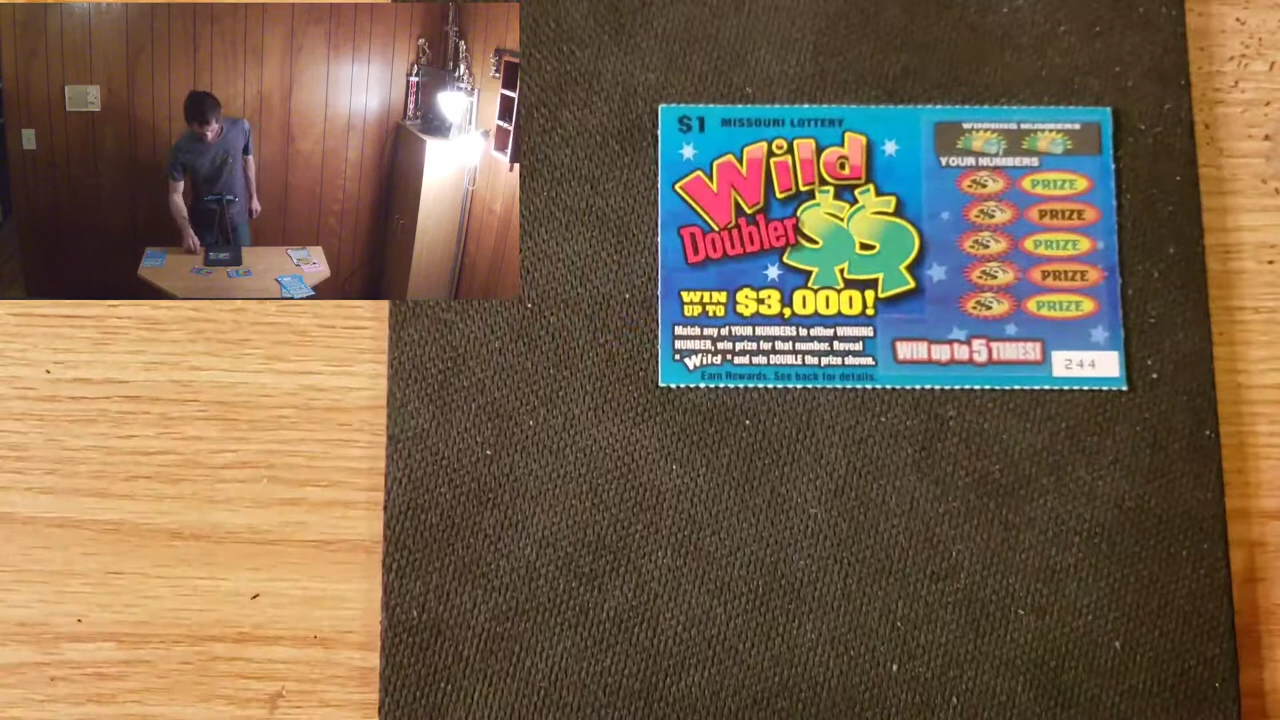 $1 MISSOURI LOTTERY
Wild
Doubler $$
WIN UP TO $3,000!
Match any of YOUR NUMBERS to either WINNING
NUMBER, win prize for that number. Reveal
"Wild" and win DOUBLE the prize shown.
Earn Rewards. See back for details.
WINNING NUMBERS
YOUR NUMBERS
$ PRIZE
$ PRIZE
$ PRIZE
$ PRIZE
$ PRIZE
WIN up to 5 TIMES!
244